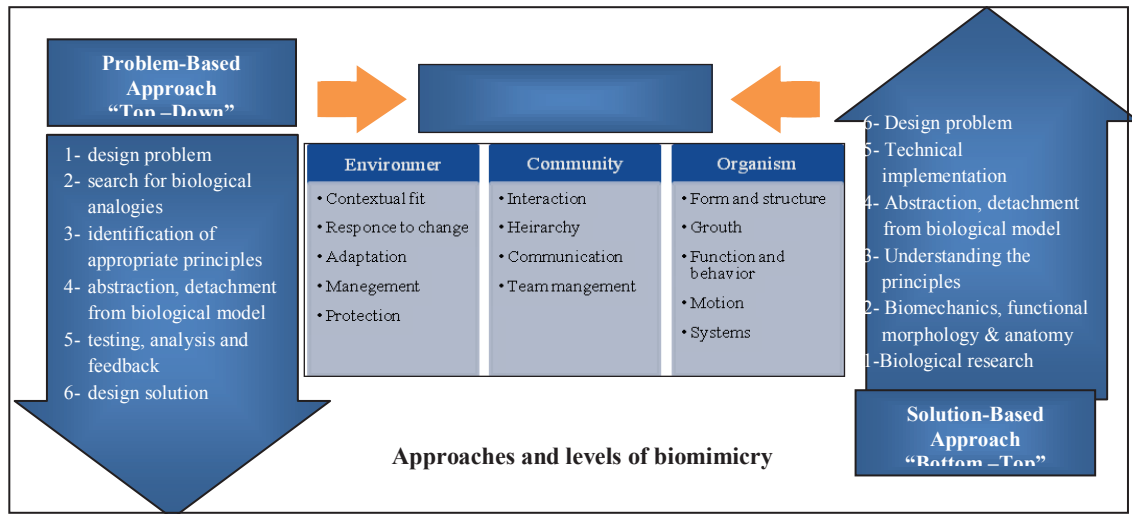 Problem-Based
Approach
“Top –Down”
1- design problem
2- search for biological
analogies
3- identification of
appropriate principles
4- abstraction, detachment
from biological model
5- testing, analysis and
feedback
6- design solution
Environmer
• Contextual fit
• Responce to change
• Adaptation
• Manegement
• Protection
Community
• Interaction
• Heirarchy
• Communication
• Team mangement
Organism
• Form and structure
• Grouth
• Function and
behavior
• Motion
• Systems
6- Design problem
5- Technical
implementation
4- Abstraction, detachment
from biological model
3- Understanding the
principles
2- Biomechanics, functional
morphology & anatomy
1-Biological research
Solution-Based
Approach
“Bottom –Top”
Approaches and levels of biomimicry